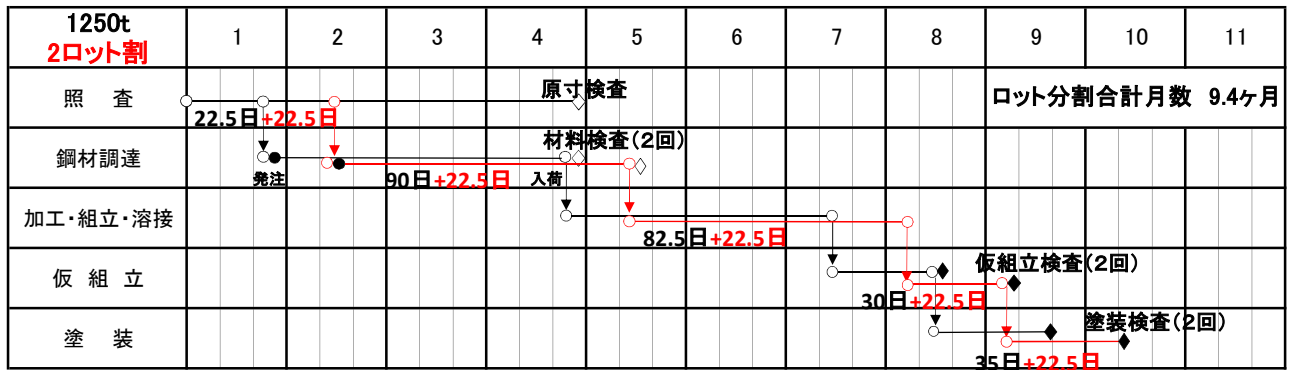 1250t
2ロット割
1 2 3 4 5 6 7 8 9 10 11
照 査
原寸検査
ロット分割合計月数 9.4ヶ月
22.5日+22.5日
鋼材調達
材料検査(2回)
発注
90日+22.5日
入荷
加工・組立・溶接
82.5日+22.5日
仮 組 立
仮組立検査(2回)
30日+22.5日
塗 装
塗装検査(2回)
35日+22.5日